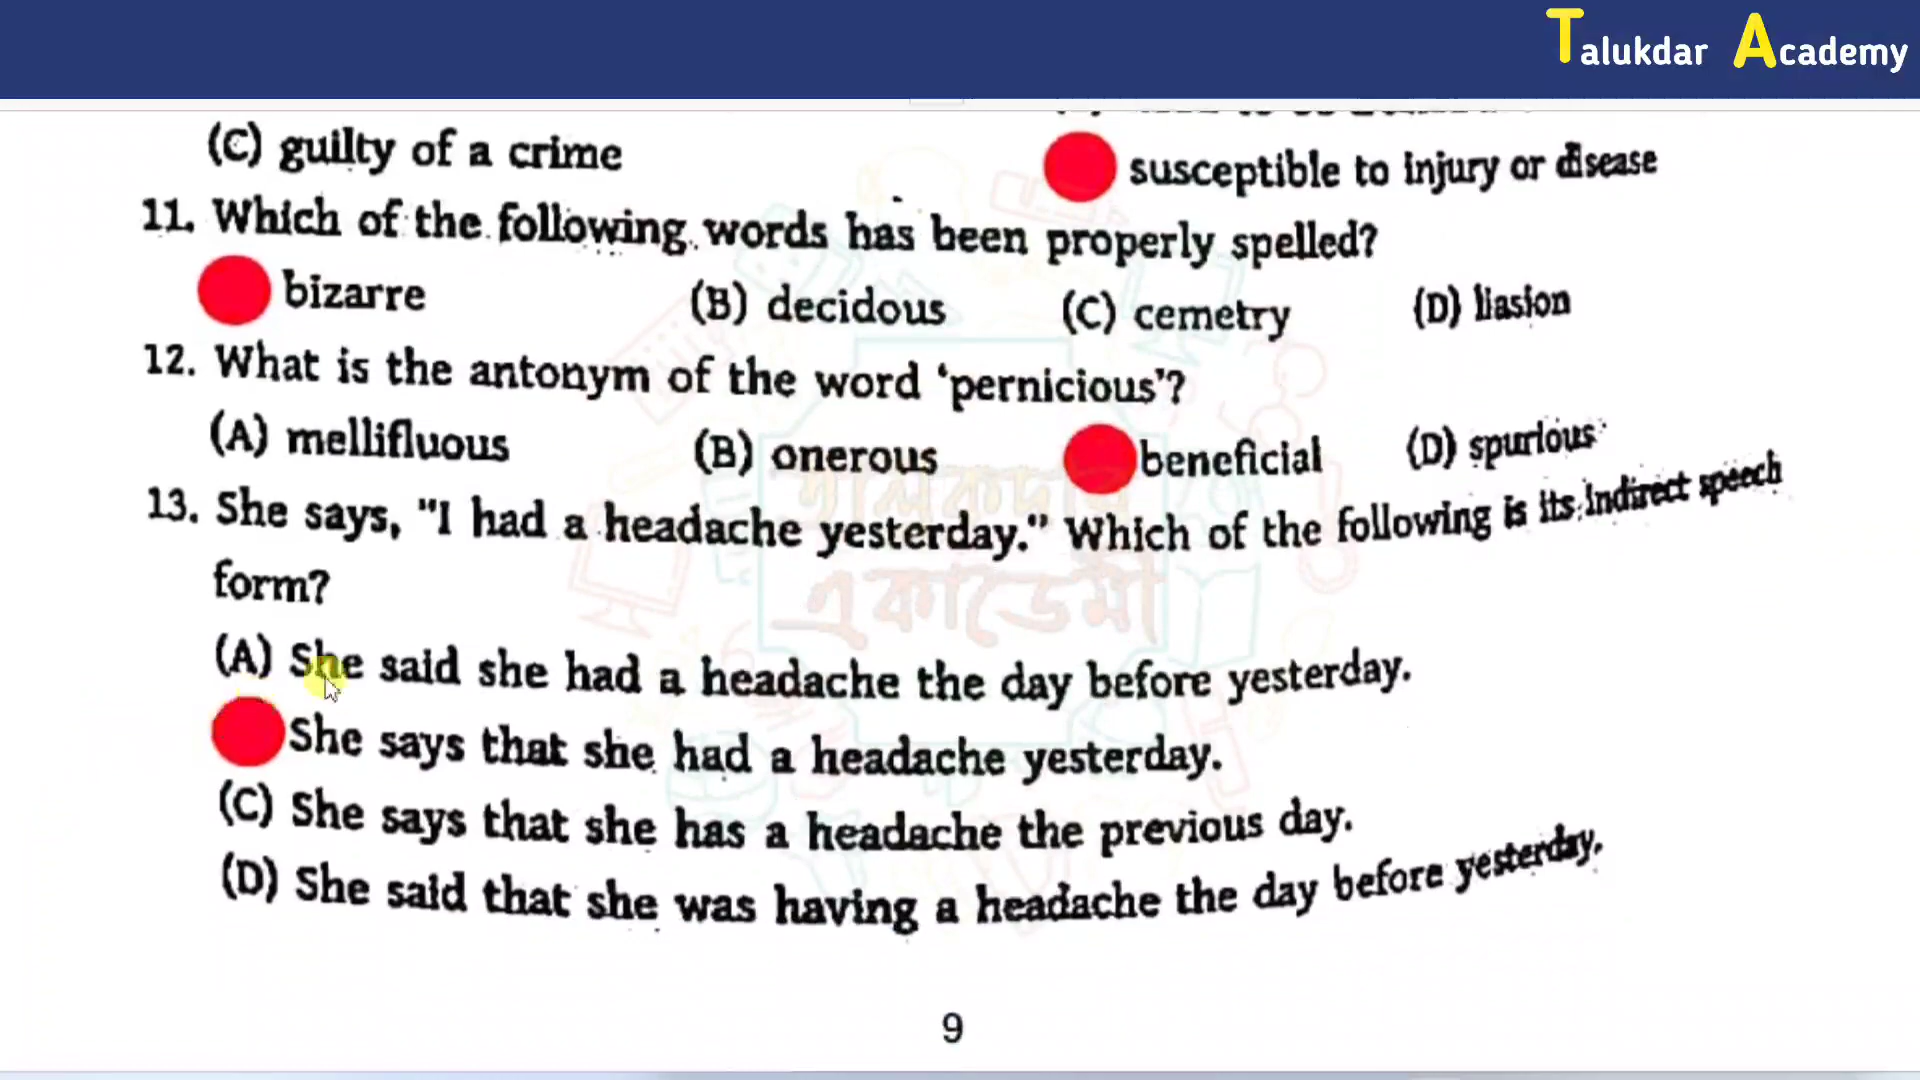 Talukdar Academy
(C) guilty of a crime susceptible to injury or disease
11. Which of the following words has been properly spelled?
bizarre (B) decidous (C) cemetry (D) liasion
12. What is the antonym of the word ‘pernicious’?
(A) mellifluous (B) onerous beneficial (D) spurious
13. She says, "I had a headache yesterday." Which of the following is its indirect speech
form?
(A) She said she had a headache the day before yesterday.
She says that she had a headache yesterday.
(C) She says that she has a headache the previous day.
(D) She said that she was having a headache the day before yesterday.
তালুকদার
একাডেমী
9